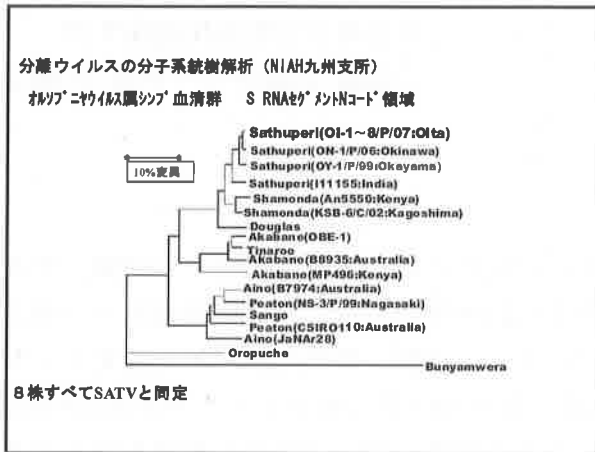 分離ウイルスの分子系統樹解析（NIAH九州支所）
オルソブニヤウイルス属シンブ血清群　S RNAセグメントNコード領域
Sathuperi(OI-1～8/P/07:Oita)
Sathuperi(ON-1/P/06:Okinawa)
Sathuperi(OY-1/P/99:Okayama)
10%変異
Sathuperi(I11155:India)
Shamonda(An5550:Kenya)
Shamonda(KSB-6/C/02:Kagoshima)
Douglas
Akabane(OBE-1)
Tinaroo
Akabane(B8935:Australia)
Akabane(MP496:Kenya)
Aino(B7974:Australia)
Peaton(NS-3/P/99:Nagasaki)
Sango
Peaton(CSIRO110:Australia)
Aino(JaNAr28)
Oropuche
Bunyamwera
８株すべてSATVと同定